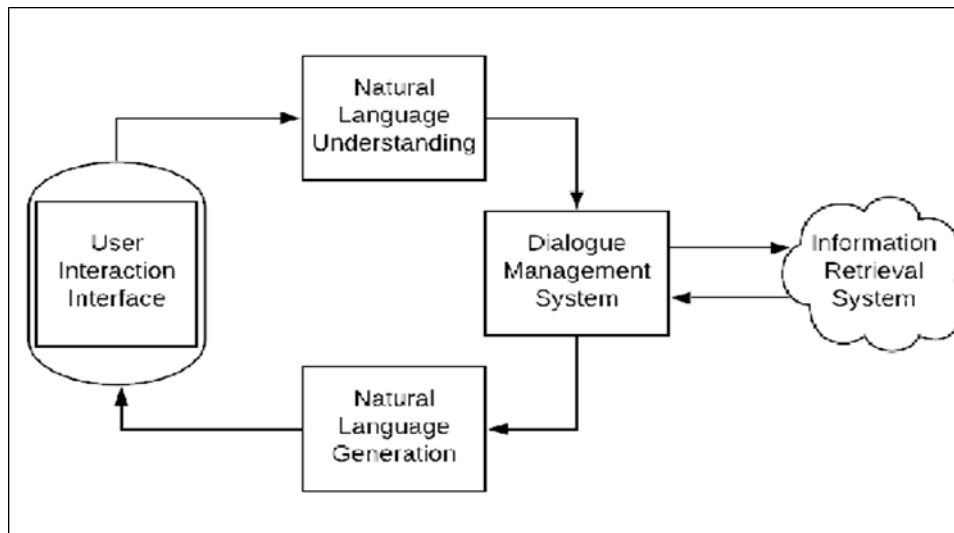 Natural
Language
Understanding
User
Interaction
Interface
Dialogue
Management
System
Information
Retrieval
System
Natural
Language
Generation